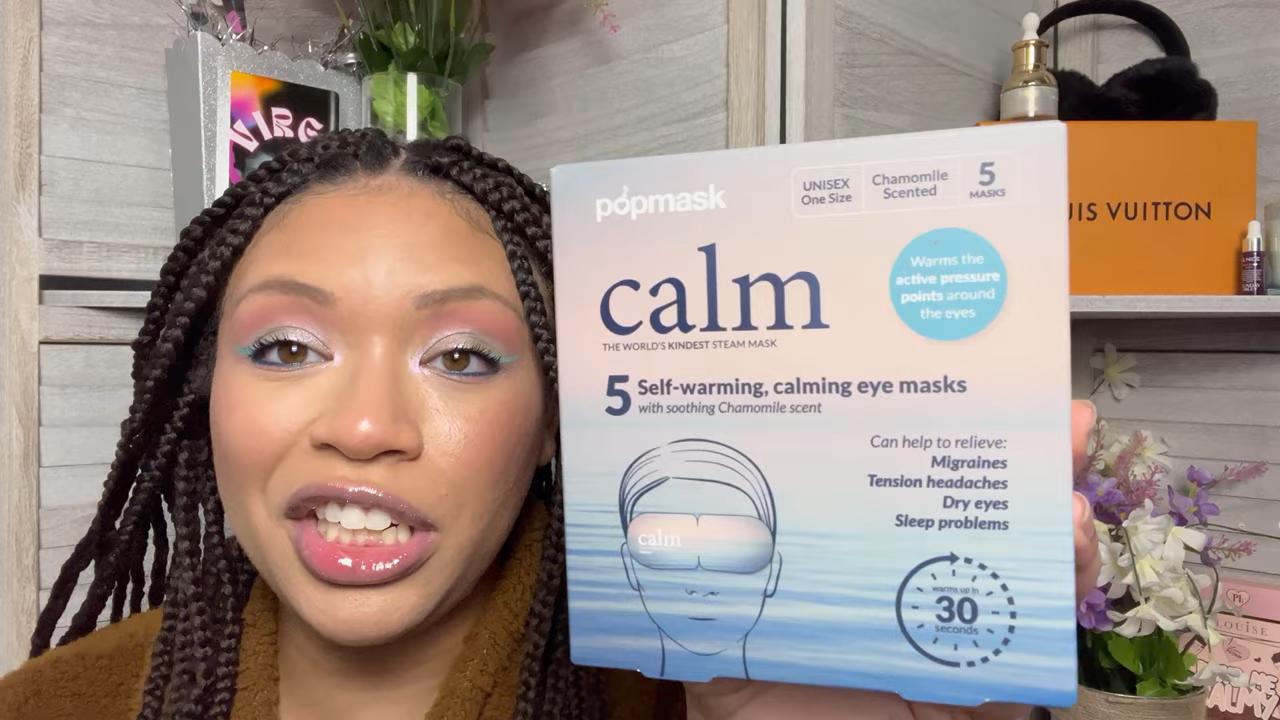 VIRG
popmask
UNISEX
One Size
Chamomile
Scented
5
MASKS
calm
THE WORLD'S KINDEST STEAM MASK
Warms the
active pressure
points around
the eyes
5 Self-warming, calming eye masks
with soothing Chamomile scent
Can help to relieve:
Migraines
Tension headaches
Dry eyes
Sleep problems
calm
warms up in
30
seconds
UIS VUITTON
LOUISE